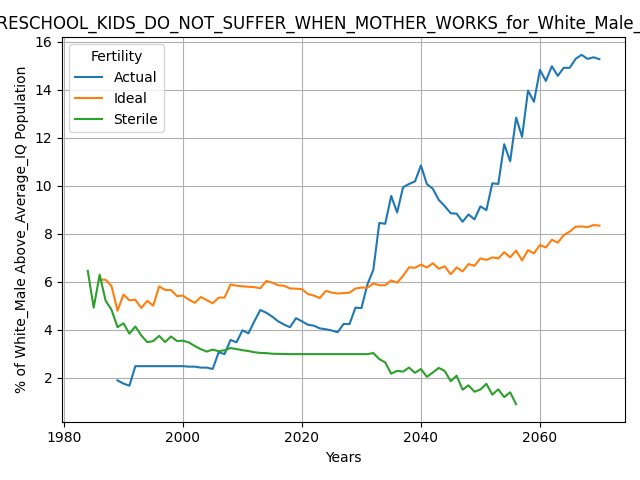 RESCHOOL_KIDS_DO_NOT_SUFFER_WHEN_MOTHER_WORKS_for_White_Male_
% of White_Male Above_Average_IQ Population
16
14
12
10
8
6
4
2
Fertility
Actual
Ideal
Sterile
1980
2000
2020
2040
2060
Years